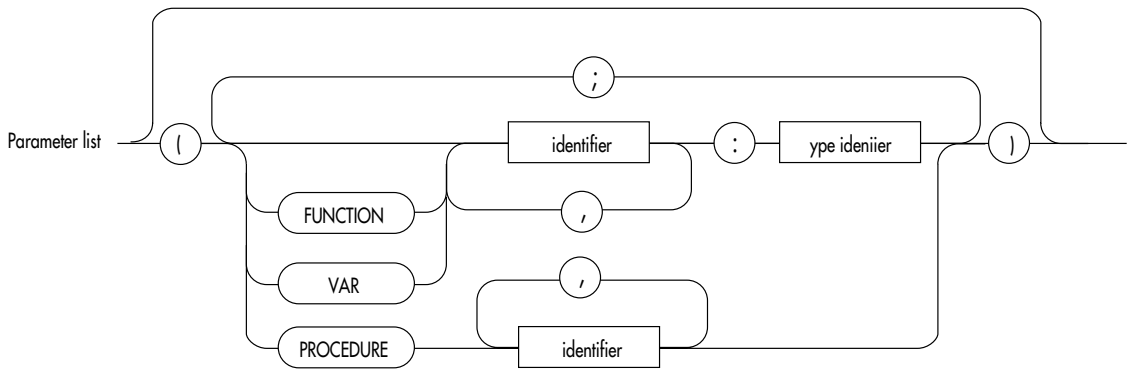 ;
Parameter list ( identifier : ype ideniier )
FUNCTION ,
VAR ,
PROCEDURE identifier